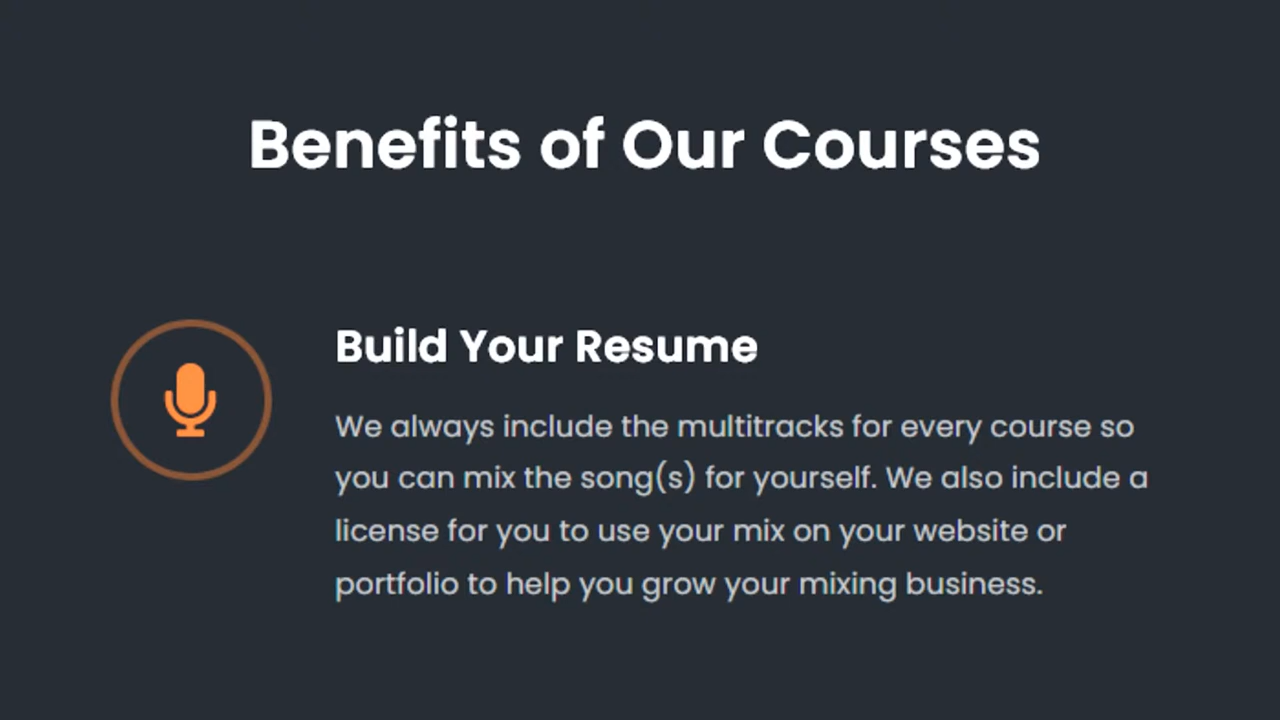 Benefits of Our Courses
Build Your Resume
We always include the multitracks for every course so
you can mix the song(s) for yourself. We also include a
license for you to use your mix on your website or
portfolio to help you grow your mixing business.